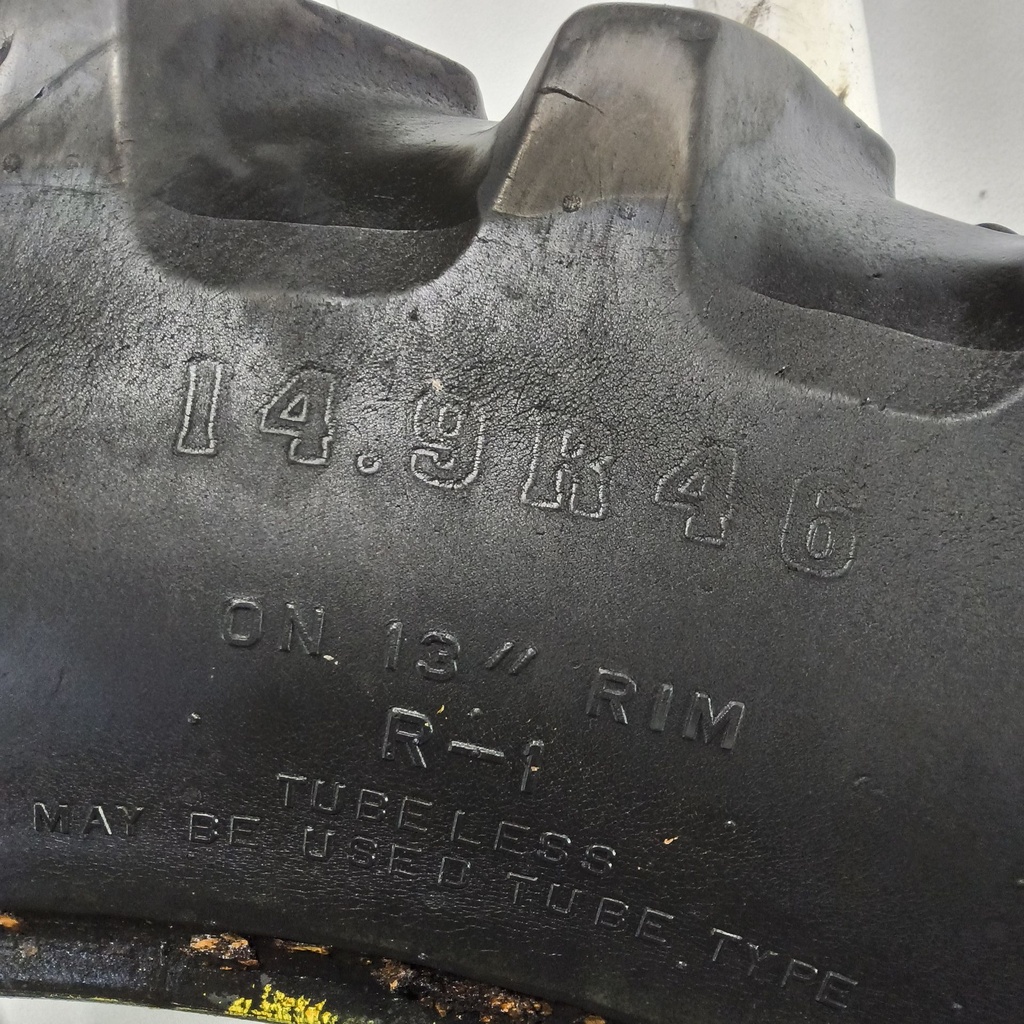 14.9R46
ON 13" RIM
R-1
TUBELESS
MAY BE USED TUBE TYPE